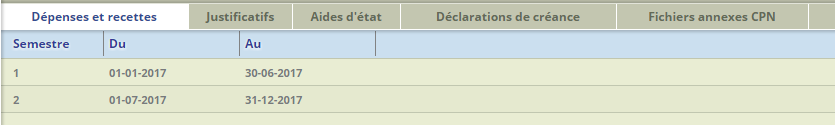 Dépenses et recettes Justificatifs Aides d'état Déclarations de créance Fichiers annexes CPN
Semestre Du Au
1 01-01-2017 30-06-2017
2 01-07-2017 31-12-2017